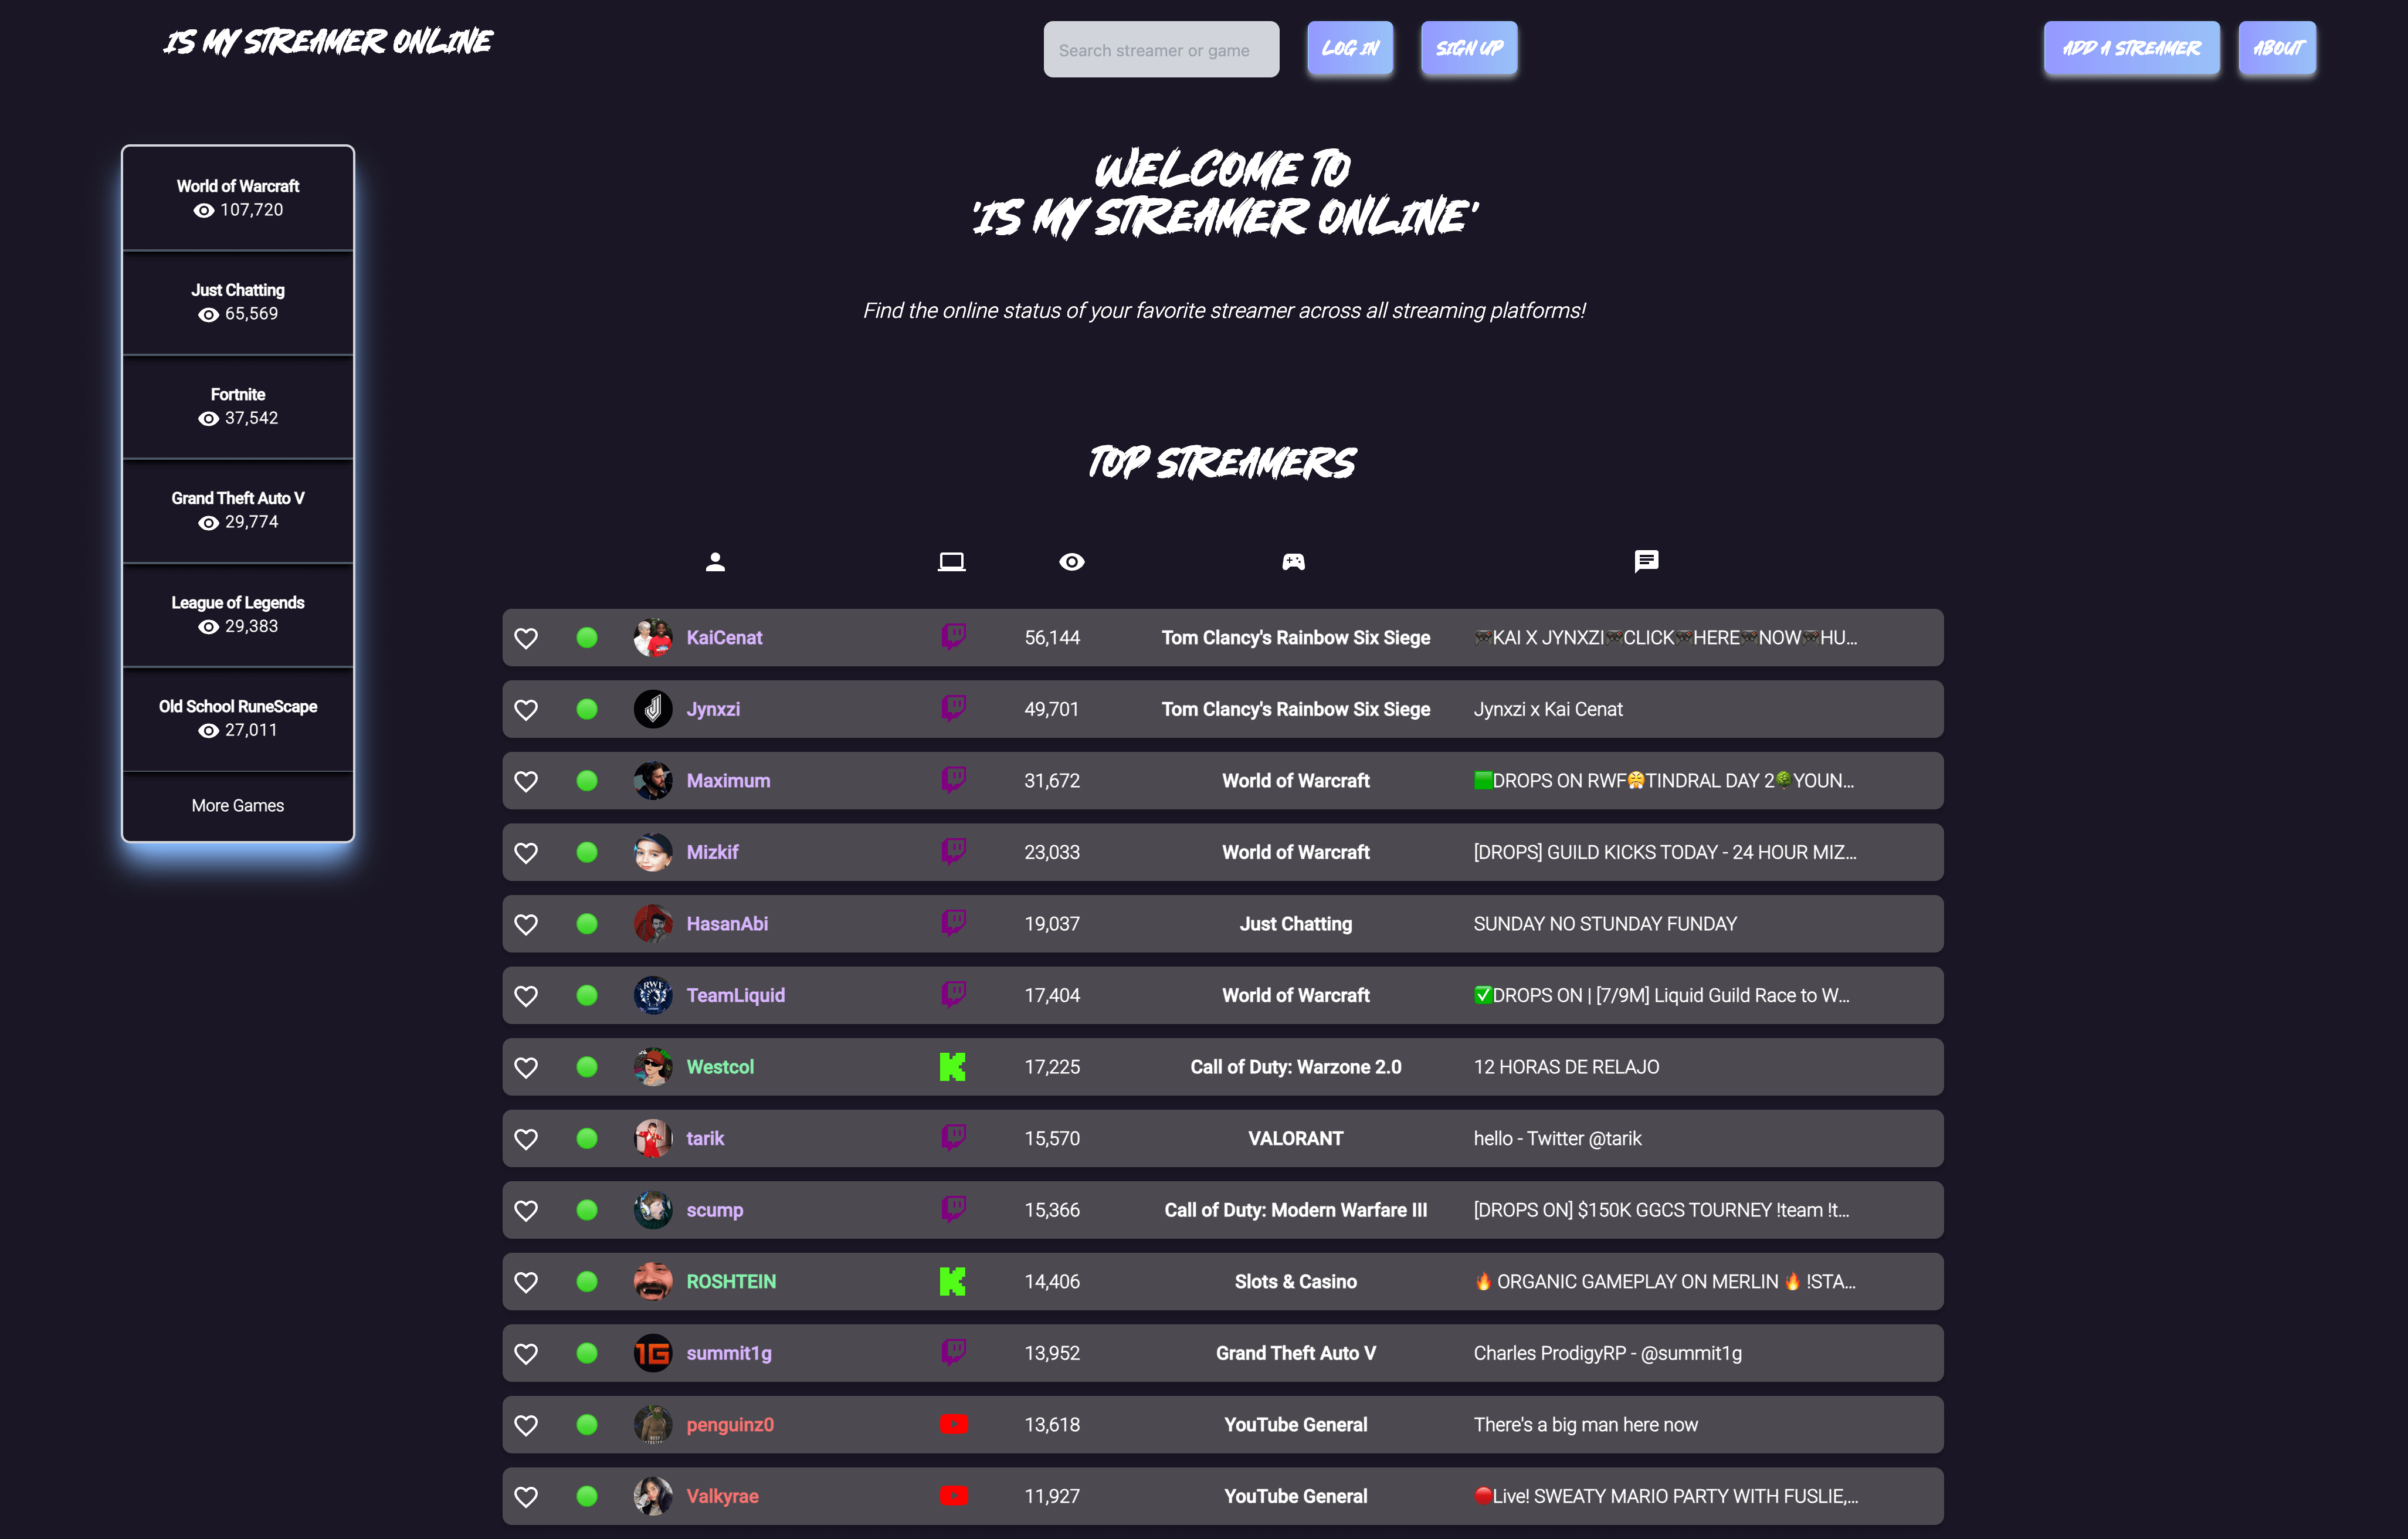 IS MY STREAMER ONLINE
Search streamer or game
LOG IN
SIGN UP
ADD A STREAMER
ABOUT
World of Warcraft
107,720
Just Chatting
65,569
Fortnite
37,542
Grand Theft Auto V
29,774
League of Legends
29,383
Old School RuneScape
27,011
More Games
WELCOME TO
'IS MY STREAMER ONLINE'
Find the online status of your favorite streamer across all streaming platforms!
TOP STREAMERS
KaiCenat 56,144 Tom Clancy's Rainbow Six Siege 🎮KAI X JYNXZI🎮CLICK🎮HERE🎮NOW🎮HU...
Jynxzi 49,701 Tom Clancy's Rainbow Six Siege Jynxzi x Kai Cenat
Maximum 31,672 World of Warcraft 🟩DROPS ON RWF😤TINDRAL DAY 2🌳YOUN...
Mizkif 23,033 World of Warcraft [DROPS] GUILD KICKS TODAY - 24 HOUR MIZ...
HasanAbi 19,037 Just Chatting SUNDAY NO STUNDAY FUNDAY
TeamLiquid 17,404 World of Warcraft ✅DROPS ON | [7/9M] Liquid Guild Race to W...
Westcol 17,225 Call of Duty: Warzone 2.0 12 HORAS DE RELAJO
tarik 15,570 VALORANT hello - Twitter @tarik
scump 15,366 Call of Duty: Modern Warfare III [DROPS ON] $150K GGCS TOURNEY !team !t...
ROSHTEIN 14,406 Slots & Casino 🔥 ORGANIC GAMEPLAY ON MERLIN 🔥 !STA...
1G summit1g 13,952 Grand Theft Auto V Charles ProdigyRP - @summit1g
penguinz0 13,618 YouTube General There's a big man here now
Valkyrae 11,927 YouTube General 🔴Live! SWEATY MARIO PARTY WITH FUSLIE,...